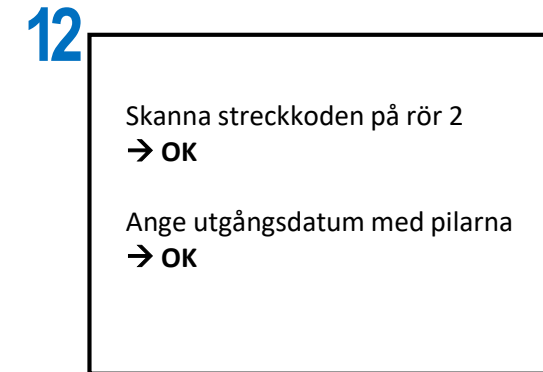 12
Skanna streckkoden på rör 2
→ OK
Ange utgångsdatum med pilarna
→ OK